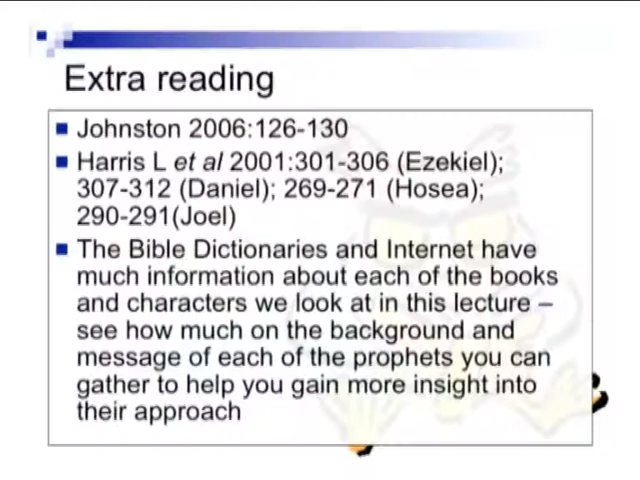 Extra reading
Johnston 2006:126-130
Harris L et al 2001:301-306 (Ezekiel);
307-312 (Daniel); 269-271 (Hosea);
290-291(Joel)
The Bible Dictionaries and Internet have
much information about each of the books
and characters we look at in this lecture –
see how much on the background and
message of each of the prophets you can
gather to help you gain more insight into
their approach